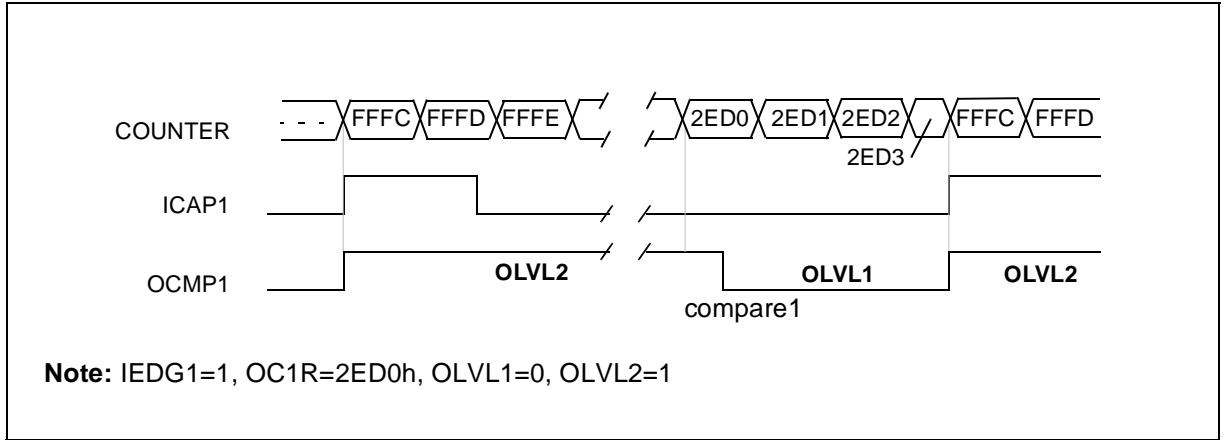 COUNTER - - - FFFC FFFD FFFE 2ED0 2ED1 2ED2 FFFC FFFD
2ED3
ICAP1
OCMP1 OLVL2 OLVL1 OLVL2
compare1
Note: IEDG1=1, OC1R=2ED0h, OLVL1=0, OLVL2=1